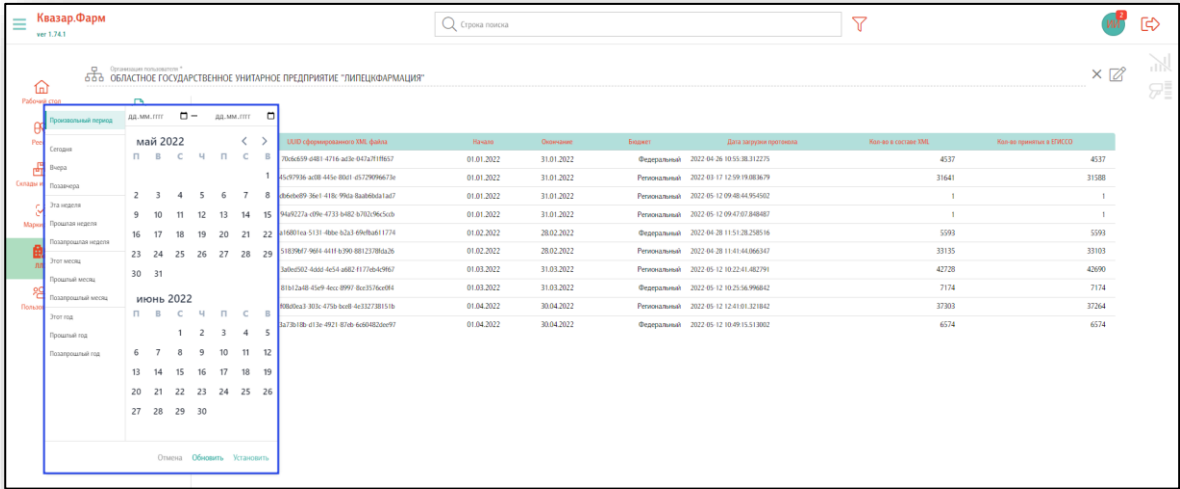 Квазар.Фарм
ver 1.74.1
Строка поиска
2
Организация пользователя *
ОБЛАСТНОЕ ГОСУДАРСТВЕННОЕ УНИТАРНОЕ ПРЕДПРИЯТИЕ "ЛИПЕЦКФАРМАЦИЯ"
Рабочий стол
Произвольный период
дд.мм.гггг – дд.мм.гггг
Сегодня
Вчера
Позавчера
Эта неделя
Прошлая неделя
Позапрошлая неделя
Этот месяц
Прошлый месяц
Позапрошлый месяц
Этот год
Прошлый год
Позапрошлый год
май 2022
П В С Ч П С В
1
2 3 4 5 6 7 8
9 10 11 12 13 14 15
16 17 18 19 20 21 22
23 24 25 26 27 28 29
30 31
июнь 2022
П В С Ч П С В
1 2 3 4 5
6 7 8 9 10 11 12
13 14 15 16 17 18 19
20 21 22 23 24 25 26
27 28 29 30
Отмена Обновить Установить
UUID сформированного XML файла Начало Окончание Бюджет Дата загрузки протокола Кол-во в составе XML Кол-во принятых в ЕГИССО
01.01.2022 31.01.2022 Федеральный 2022-04-26 10:55:38.312275 4537 4537
01.01.2022 31.01.2022 Региональный 2022-03-17 12:59:19.083679 31641 31588
01.01.2022 31.01.2022 Региональный 2022-05-12 09:48:44.954502 1 1
01.01.2022 31.01.2022 Региональный 2022-05-12 09:47:07.848487 1 1
01.02.2022 28.02.2022 Федеральный 2022-04-28 11:51:28.258516 5593 5593
01.02.2022 28.02.2022 Региональный 2022-04-28 11:41:44.066347 33135 33103
01.03.2022 31.03.2022 Региональный 2022-05-12 10:22:41.482791 42728 42690
01.03.2022 31.03.2022 Федеральный 2022-05-12 10:25:56.996842 7174 7174
01.04.2022 30.04.2022 Региональный 2022-05-12 12:41:01.321842 37303 37264
01.04.2022 30.04.2022 Федеральный 2022-05-12 10:49:15.513002 6574 6574